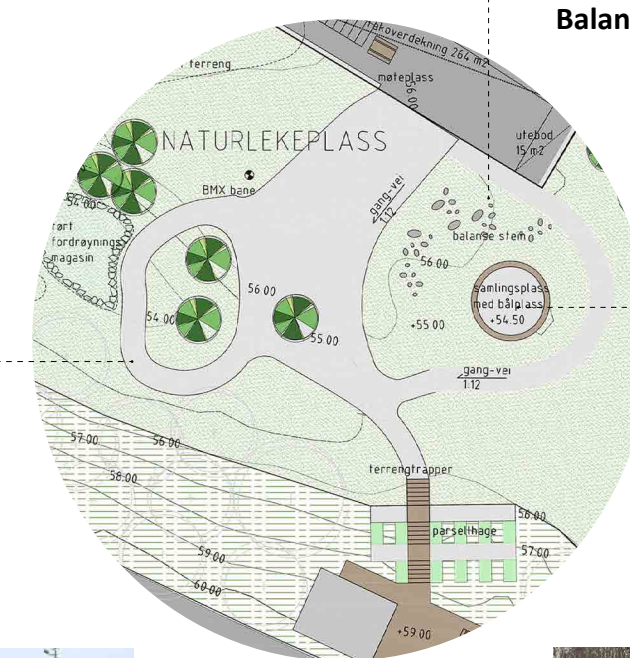 Balan
rekoverdekning 264 m2
møteplass
56.00
terreng
utebod
15 m2
NATURLEKEPLASS
BMX bane
gang-vei
1:12
54.00
tørt
fordrøynings
magasin
balanse stein
56.00
samlingsplass
med bålplass
+54.50
56.00
54.00
55.00
+55.00
gang-vei
1:12
57.00
56.00
58.00
terrengtrapper
56.00
parsellhage
57.00
59.00
60.00
+59.00